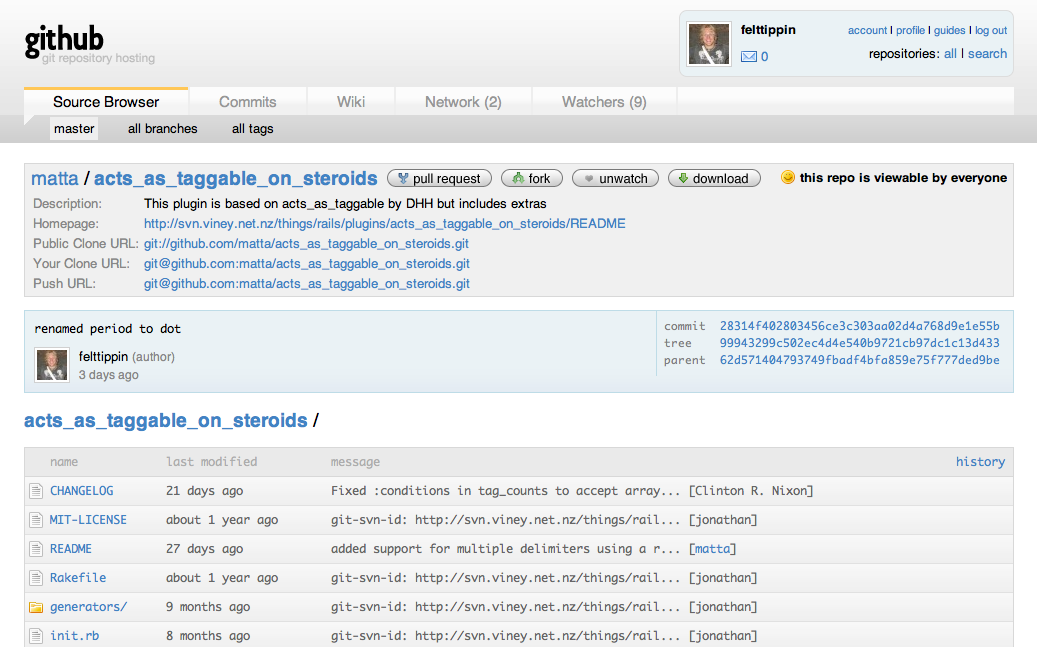 github
git repository hosting
felttippin
account | profile | guides | log out
0
repositories: all | search
Source Browser Commits Wiki Network (2) Watchers (9)
master all branches all tags
matta / acts_as_taggable_on_steroids pull request fork unwatch download this repo is viewable by everyone
Description: This plugin is based on acts_as_taggable by DHH but includes extras
Homepage: http://svn.viney.net.nz/things/rails/plugins/acts_as_taggable_on_steroids/README
Public Clone URL: git://github.com/matta/acts_as_taggable_on_steroids.git
Your Clone URL: git@github.com:matta/acts_as_taggable_on_steroids.git
Push URL: git@github.com:matta/acts_as_taggable_on_steroids.git
renamed period to dot
felttippin (author)
3 days ago
commit 28314f402803456ce3c303aa02d4a768d9e1e55b
tree 99943299c502ec4d4e540b9721cb97dc1c13d433
parent 62d571404793749fbadf4bfa859e75f777ded9be
acts_as_taggable_on_steroids /
name last modified message history
CHANGELOG 21 days ago Fixed :conditions in tag_counts to accept array... [Clinton R. Nixon]
MIT-LICENSE about 1 year ago git-svn-id: http://svn.viney.net.nz/things/rail... [jonathan]
README 27 days ago added support for multiple delimiters using a r... [matta]
Rakefile about 1 year ago git-svn-id: http://svn.viney.net.nz/things/rail... [jonathan]
generators/ 9 months ago git-svn-id: http://svn.viney.net.nz/things/rail... [jonathan]
init.rb 8 months ago git-svn-id: http://svn.viney.net.nz/things/rail... [jonathan]